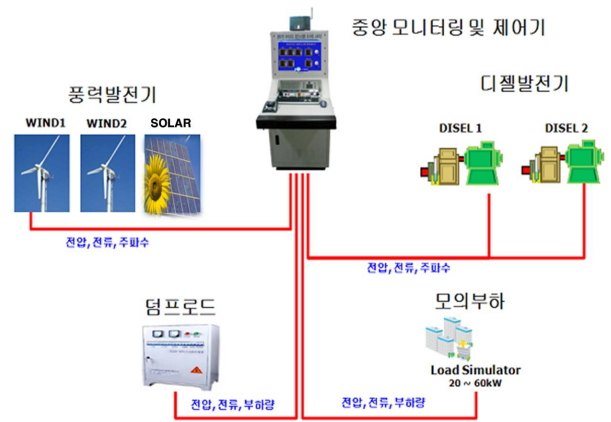 중앙 모니터링 및 제어기
풍력발전기
디젤발전기
WIND1 WIND2 SOLAR
DISEL 1 DISEL 2
전압, 전류, 주파수
전압, 전류, 주파수
덤프로드
모의부하
Load Simulator
20 ~ 60kW
전압, 전류, 부하량
전압, 전류, 부하량